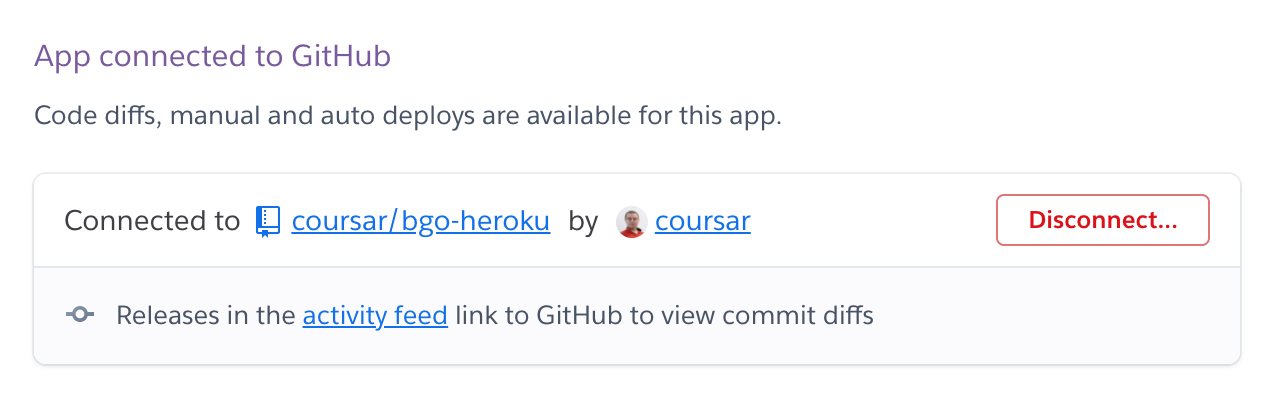 App connected to GitHub
Code diffs, manual and auto deploys are available for this app.
Connected to coursar/bgo-heroku by coursar Disconnect...
Releases in the activity feed link to GitHub to view commit diffs